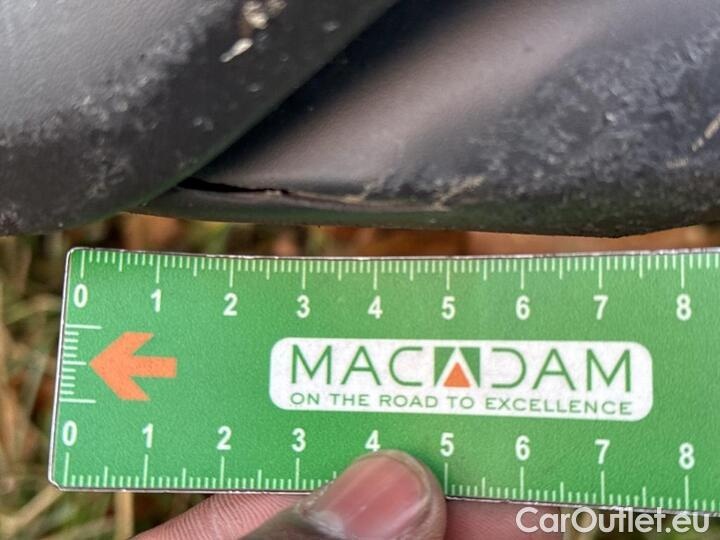 0 1 2 3 4 5 6 7 8
MACADAM
ON THE ROAD TO EXCELLENCE
0 1 2 3 4 5 6 7 8
CarOutlet.eu